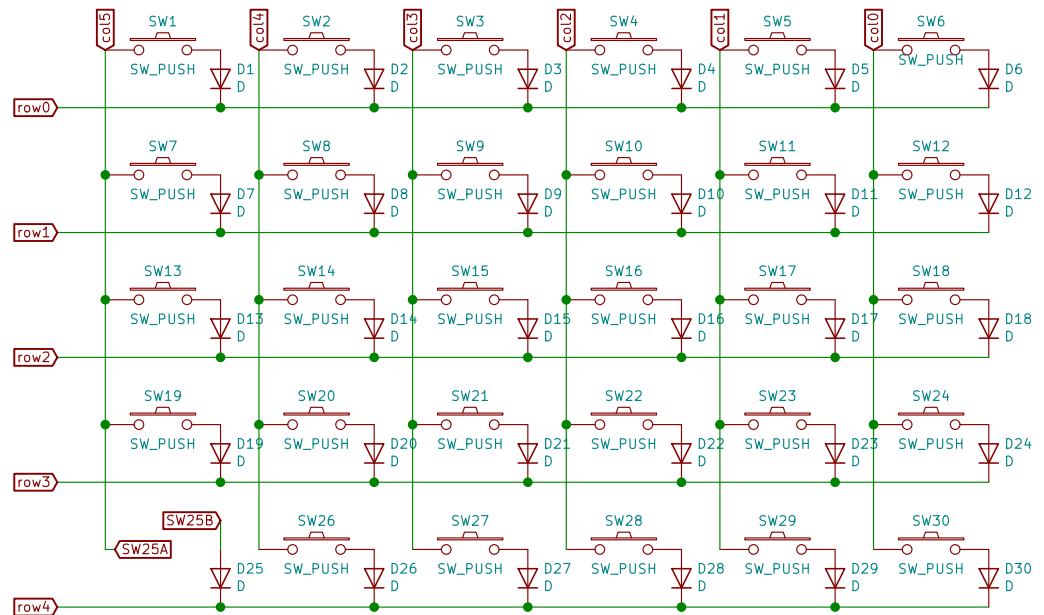 col5 SW1 col4 SW2 col3 SW3 col2 SW4 col1 SW5 col0 SW6
SW_PUSH D1 SW_PUSH D2 SW_PUSH D3 SW_PUSH D4 SW_PUSH D5 SW_PUSH D6
D D D D D D
row0
SW7 SW8 SW9 SW10 SW11 SW12
SW_PUSH D7 SW_PUSH D8 SW_PUSH D9 SW_PUSH D10 SW_PUSH D11 SW_PUSH D12
D D D D D D
row1
SW13 SW14 SW15 SW16 SW17 SW18
SW_PUSH D13 SW_PUSH D14 SW_PUSH D15 SW_PUSH D16 SW_PUSH D17 SW_PUSH D18
D D D D D D
row2
SW19 SW20 SW21 SW22 SW23 SW24
SW_PUSH D19 SW_PUSH D20 SW_PUSH D21 SW_PUSH D22 SW_PUSH D23 SW_PUSH D24
D D D D D D
row3
SW25B SW26 SW27 SW28 SW29 SW30
SW25A
D25 SW_PUSH D26 SW_PUSH D27 SW_PUSH D28 SW_PUSH D29 SW_PUSH D30
D D D D D D
row4